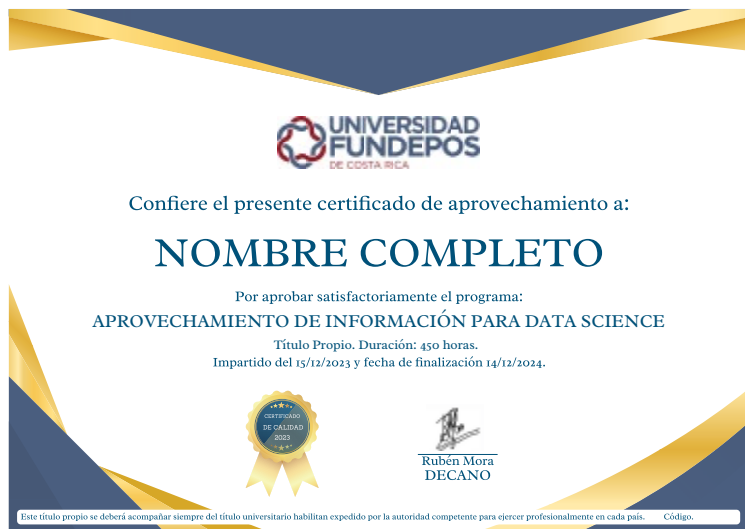 UNIVERSIDAD
FUNDEPOS
DE COSTA RICA
Confiere el presente certificado de aprovechamiento a:
NOMBRE COMPLETO
Por aprobar satisfactoriamente el programa:
APROVECHAMIENTO DE INFORMACIÓN PARA DATA SCIENCE
Título Propio. Duración: 450 horas.
Impartido del 15/12/2023 y fecha de finalización 14/12/2024.
CERTIFICADO
DE CALIDAD
2023
Rubén Mora
DECANO
Este título propio se deberá acompañar siempre del título universitario habilitan expedido por la autoridad competente para ejercer profesionalmente en cada país. Código.